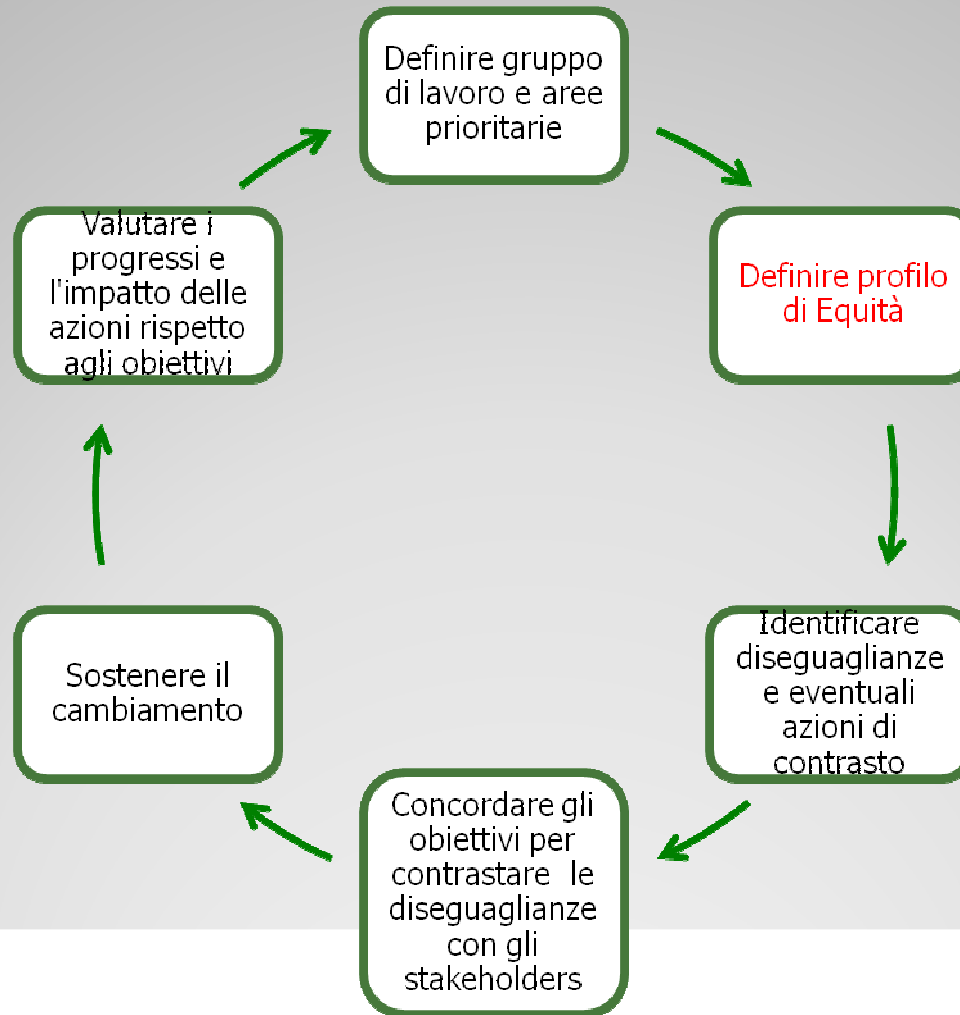 Definire gruppo
di lavoro e aree
prioritarie
Definire profilo
di Equità
Identificare
diseguaglianze
e eventuali
azioni di
contrasto
Concordare gli
obiettivi per
contrastare le
diseguaglianze
con gli
stakeholders
Sostenere il
cambiamento
Valutare i
progressi e
l'impatto delle
azioni rispetto
agli obiettivi